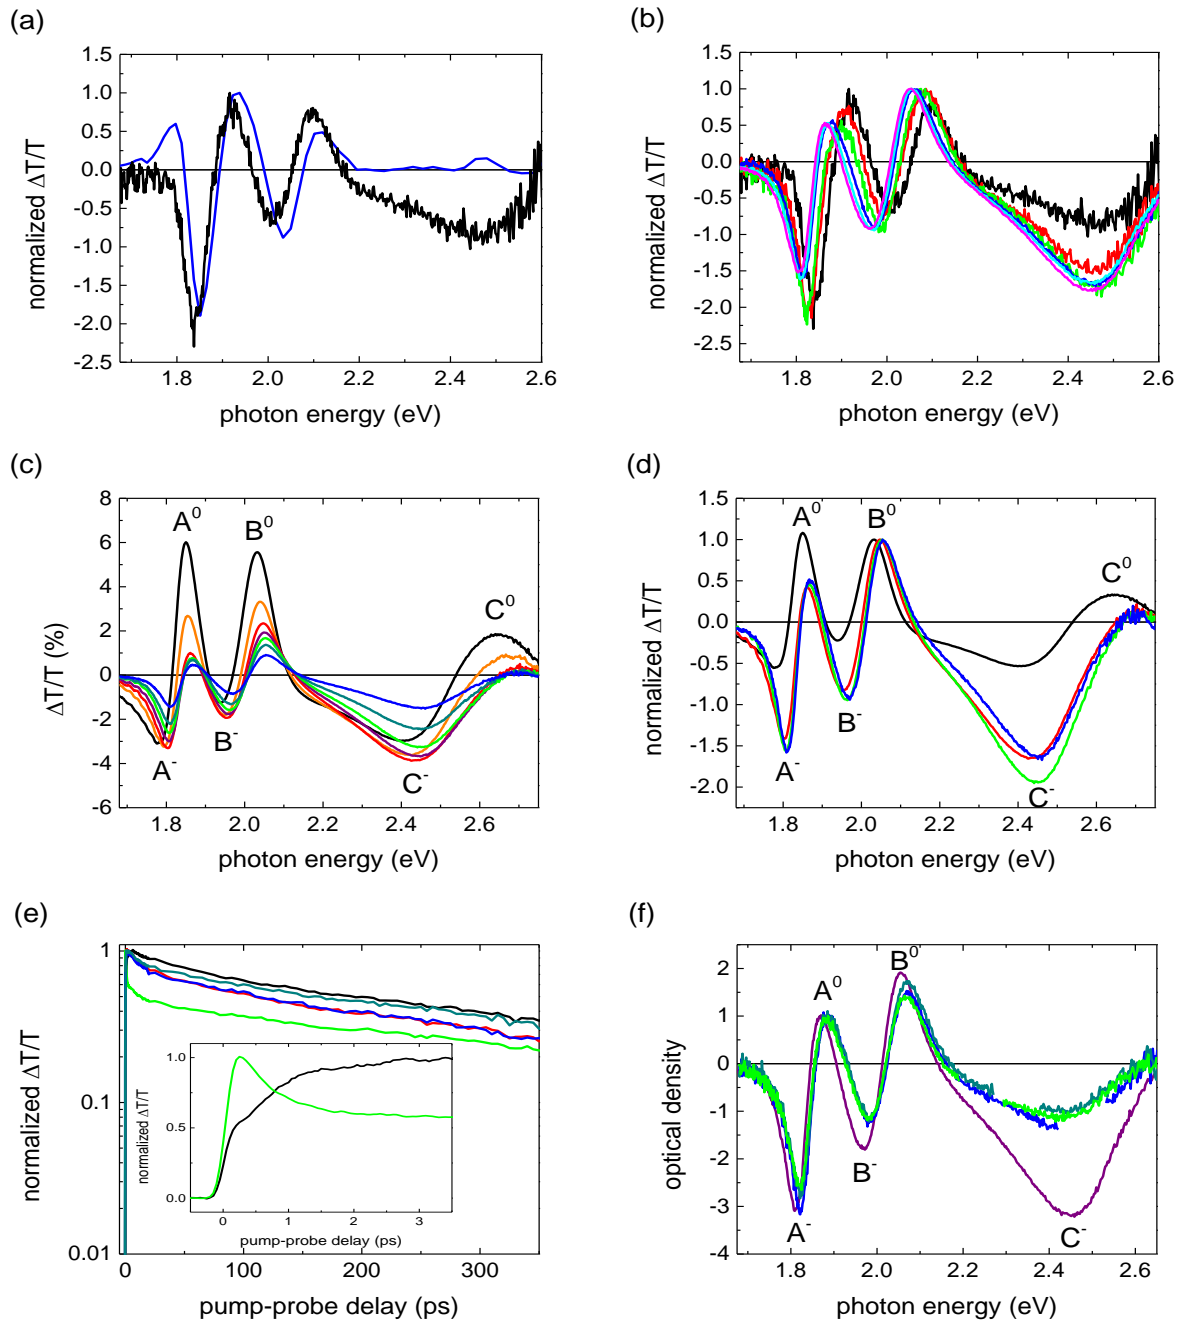 (a)
1.5
1.0
0.5
0.0
-0.5
-1.0
-1.5
-2.0
-2.5
1.8 2.0 2.2 2.4 2.6
normalized ΔT/T
photon energy (eV)
(b)
1.5
1.0
0.5
0.0
-0.5
-1.0
-1.5
-2.0
-2.5
1.8 2.0 2.2 2.4 2.6
normalized ΔT/T
photon energy (eV)
(c)
8
6
4
2
0
-2
-4
-6
1.8 2.0 2.2 2.4 2.6
ΔT/T (%)
photon energy (eV)
A⁰
B⁰
C⁰
A⁻
B⁻
C⁻
(d)
1.5
1.0
0.5
0.0
-0.5
-1.0
-1.5
-2.0
1.8 2.0 2.2 2.4 2.6
normalized ΔT/T
photon energy (eV)
A⁰
B⁰
C⁰
A⁻
B⁻
C⁻
(e)
1
0.1
0.01
0 100 200 300
normalized ΔT/T
pump-probe delay (ps)
1.0
0.5
0.0
0 1 2 3
normalized ΔT/T
pump-probe delay (ps)
(f)
2
1
0
-1
-2
-3
-4
1.8 2.0 2.2 2.4 2.6
optical density
photon energy (eV)
A⁰
B⁰
A⁻
B⁻
C⁻